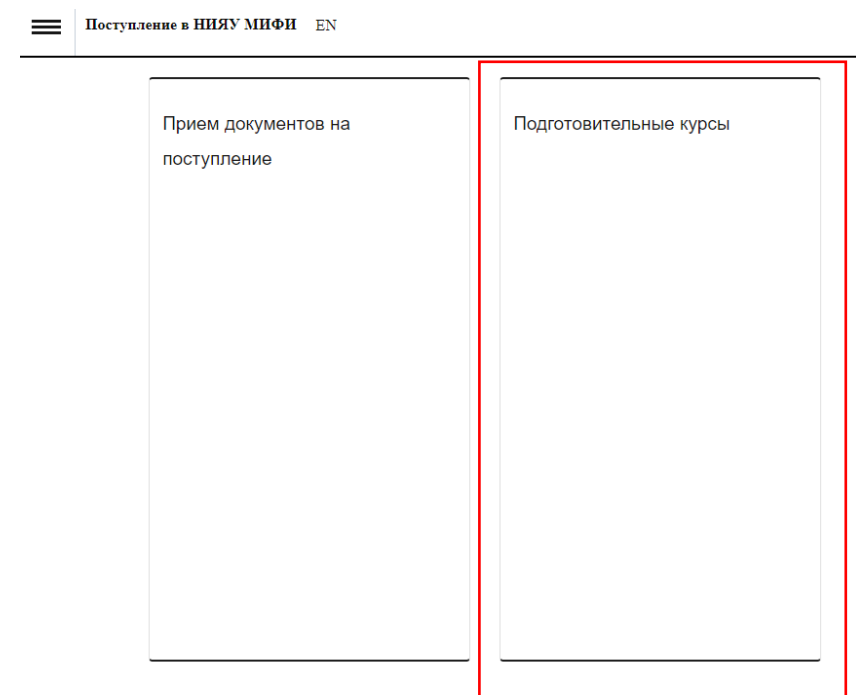 Поступление в НИЯУ МИФИ EN
Прием документов на
поступление
Подготовительные курсы